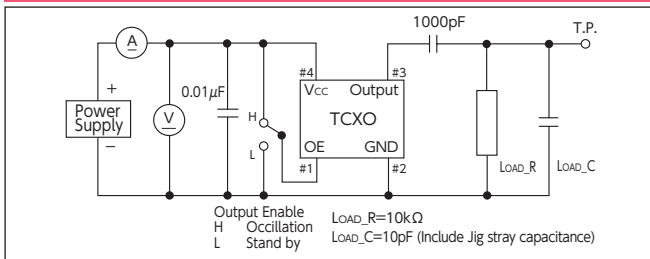 1000pF
T.P.
A
#4
#3
+
0.01μF
Vcc
Output
Power
Supply
V
H
TCXO
−
L
OE
GND
#1
#2
LOAD_R
LOAD_C
Output Enable
H Occillation
L Stand by
LOAD_R=10kΩ
LOAD_C=10pF (Include Jig stray capacitance)